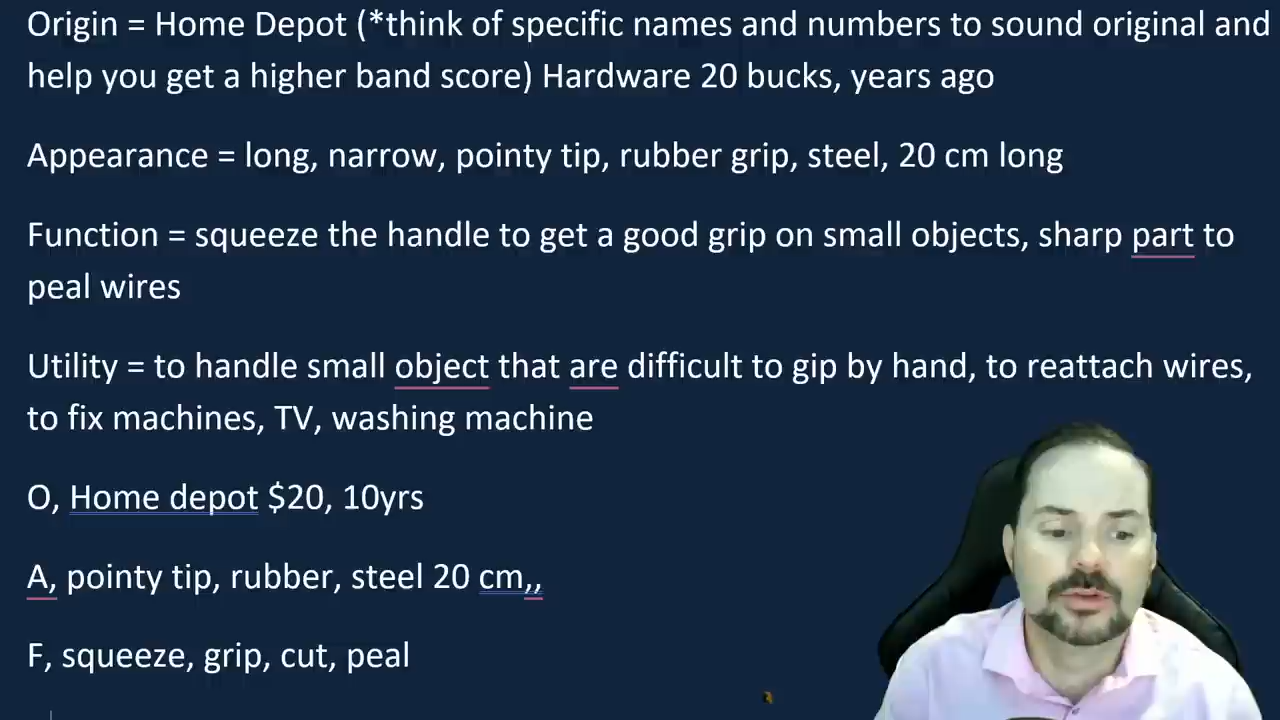 Origin = Home Depot (*think of specific names and numbers to sound original and
help you get a higher band score) Hardware 20 bucks, years ago
Appearance = long, narrow, pointy tip, rubber grip, steel, 20 cm long
Function = squeeze the handle to get a good grip on small objects, sharp part to
peal wires
Utility = to handle small object that are difficult to gip by hand, to reattach wires,
to fix machines, TV, washing machine
O, Home depot $20, 10yrs
A, pointy tip, rubber, steel 20 cm,,
F, squeeze, grip, cut, peal